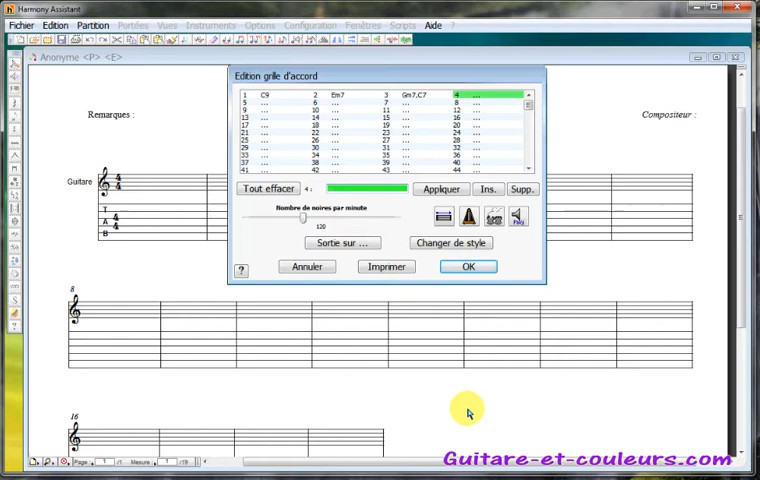 Harmony Assistant
Fichier Edition Partition Portées Vues Instruments Options Configuration Fenêtres Scripts Aide ?
Anonyme <P> <E>
Edition grille d'accord
1 C9 2 Em7 3 Gm7,C7 4 ...
5 ... 6 ... 7 ... 8 ...
9 ... 10 ... 11 ... 12 ...
13 ... 14 ... 15 ... 16 ...
17 ... 18 ... 19 ... 20 ...
21 ... 22 ... 23 ... 24 ...
25 ... 26 ... 27 ... 28 ...
29 ... 30 ... 31 ... 32 ...
33 ... 34 ... 35 ... 36 ...
37 ... 38 ... 39 ... 40 ...
41 ... 42 ... 43 ... 44 ...
Remarques :
Compositeur :
Tout effacer 4 : Appliquer Ins. Supp.
Guitare
Nombre de noires par minute
120
Play
Sortie sur ... Changer de style
? Annuler Imprimer OK
T
A
B
8
16
Page : 1 /1 Mesure : 1 /19
Guitare-et-couleurs.com